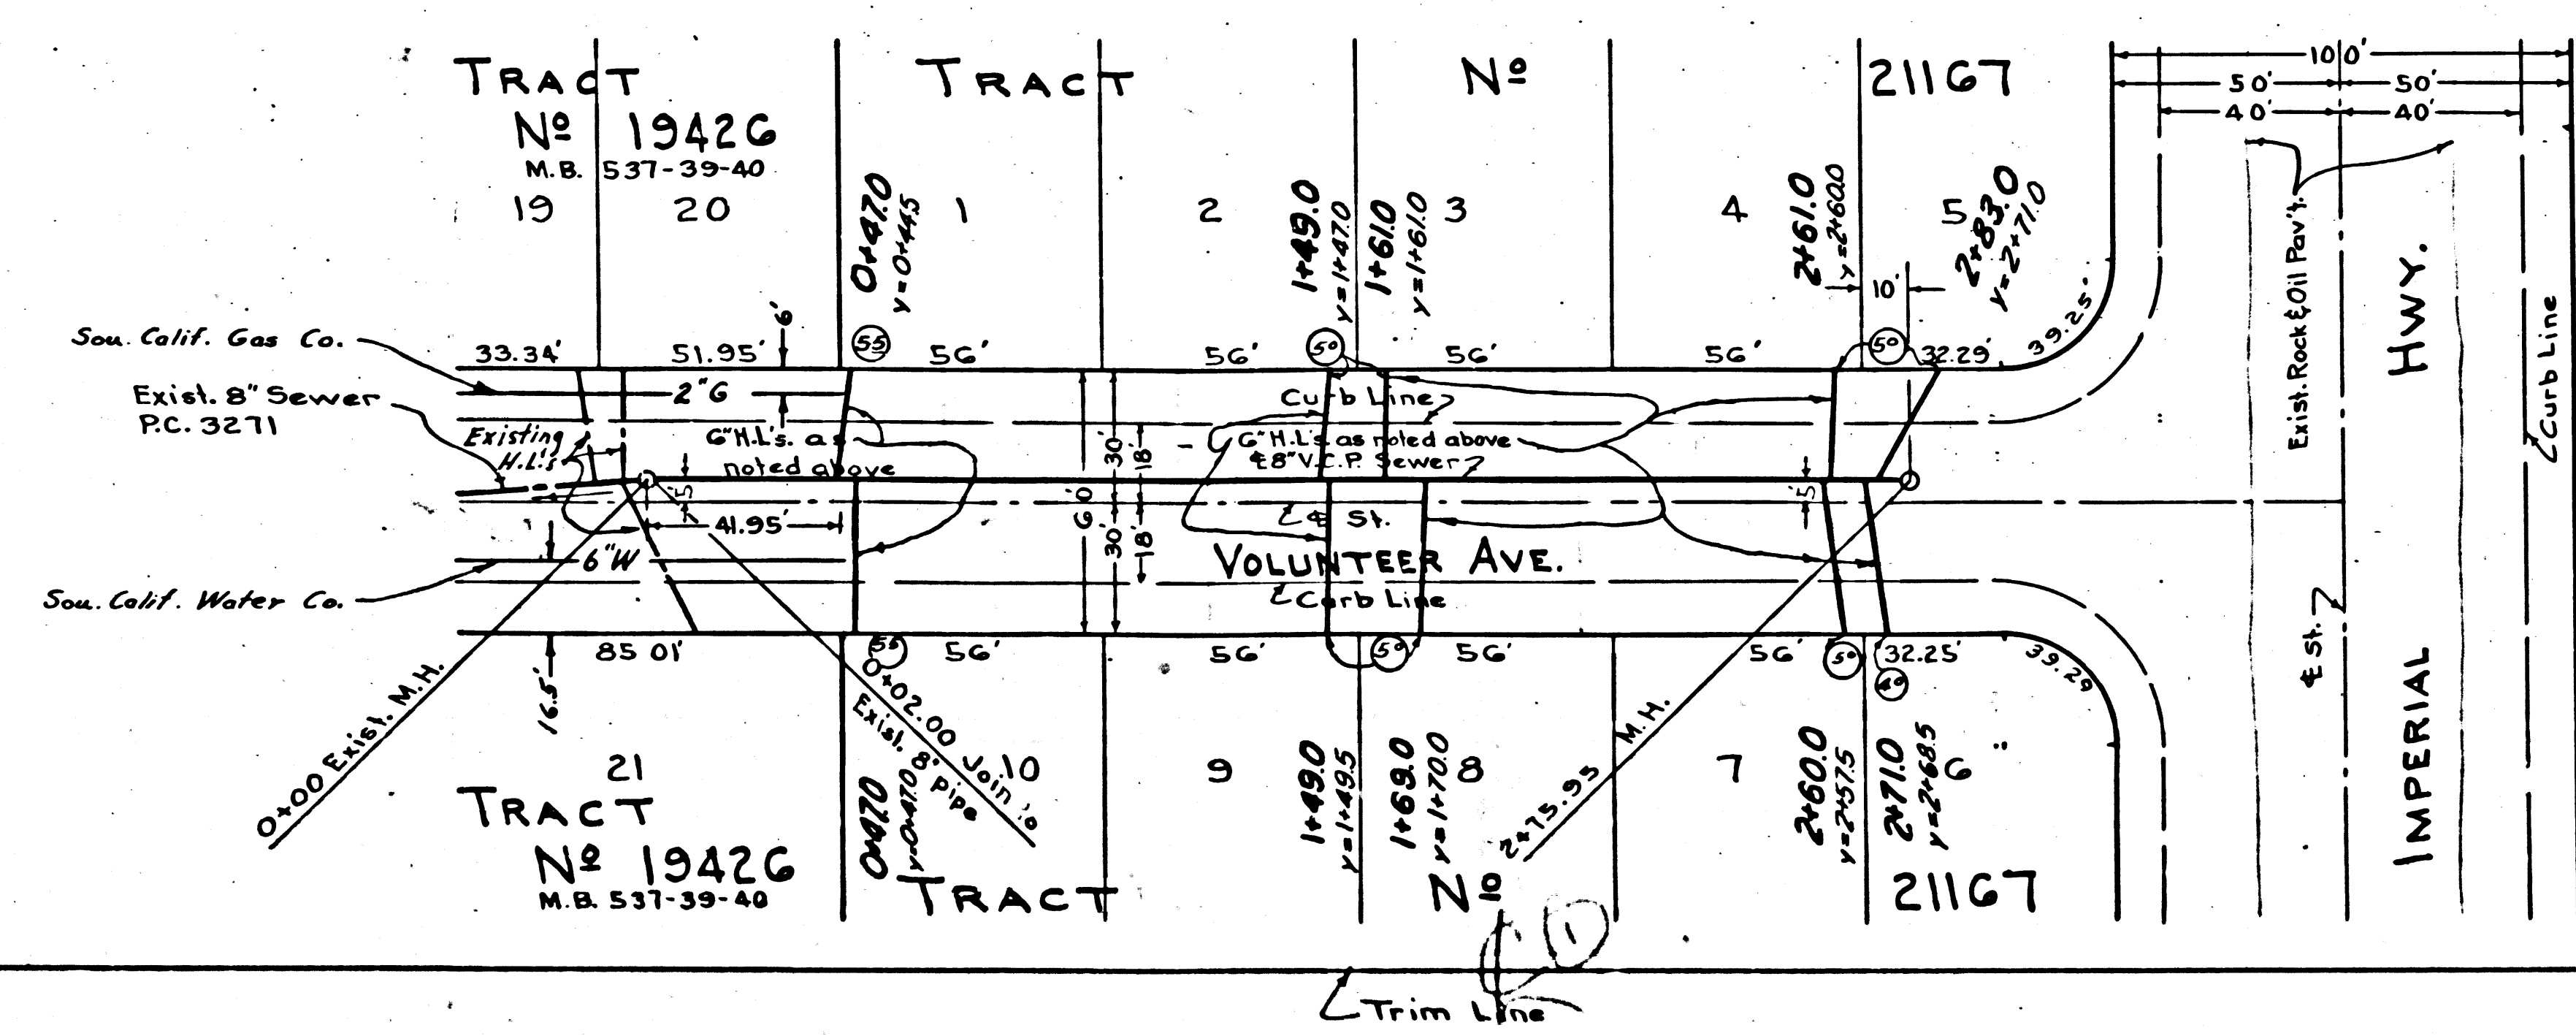 TRACT
Nº 19426
M.B. 537-39-40
19
20
TRACT Nº 21167
1
2
3
4
5
0+47.0
y=0+44.5
1+49.0
y=1+47.0
1+61.0
y=1+61.0
2+61.0
y=2+60.0
2+83.0
y=2+71.0
100'
50'
50'
40'
40'
10'
6'
Sou. Calif. Gas Co.
Exist. 8" Sewer
P.C. 3271
Sou. Calif. Water Co.
33.34'
51.95'
55
56'
56'
50
56'
56'
50
32.29'
39.25'
2"G
Existing
H.L's
6"H.L's. as
noted above
Curb Line
6"H.L's as noted above
&8"V.C.P. Sewer
30'
18'
60'
30'
18'
5'
5'
41.95'
6"W
℄ St.
VOLUNTEER AVE.
Curb Line
85 01'
55
56'
56'
50
56'
56'
50
32.25'
40
39.29
16.5'
0+00 Exist. M.H.
0+02.00 Join to
Exist. 8" pipe
2+75.95 M.H.
21
10
9
8
7
6
0+47.0
y=0+47.0
1+49.0
y=1+49.5
1+69.0
y=1+70.0
2+60.0
y=2+57.5
2+71.0
y=2+68.5
TRACT
Nº 19426
M.B. 537-39-40
TRACT Nº 21167
Exist. Rock & Oil Pav't.
℄ St.
IMPERIAL HWY.
Curb Line
1
Trim Line